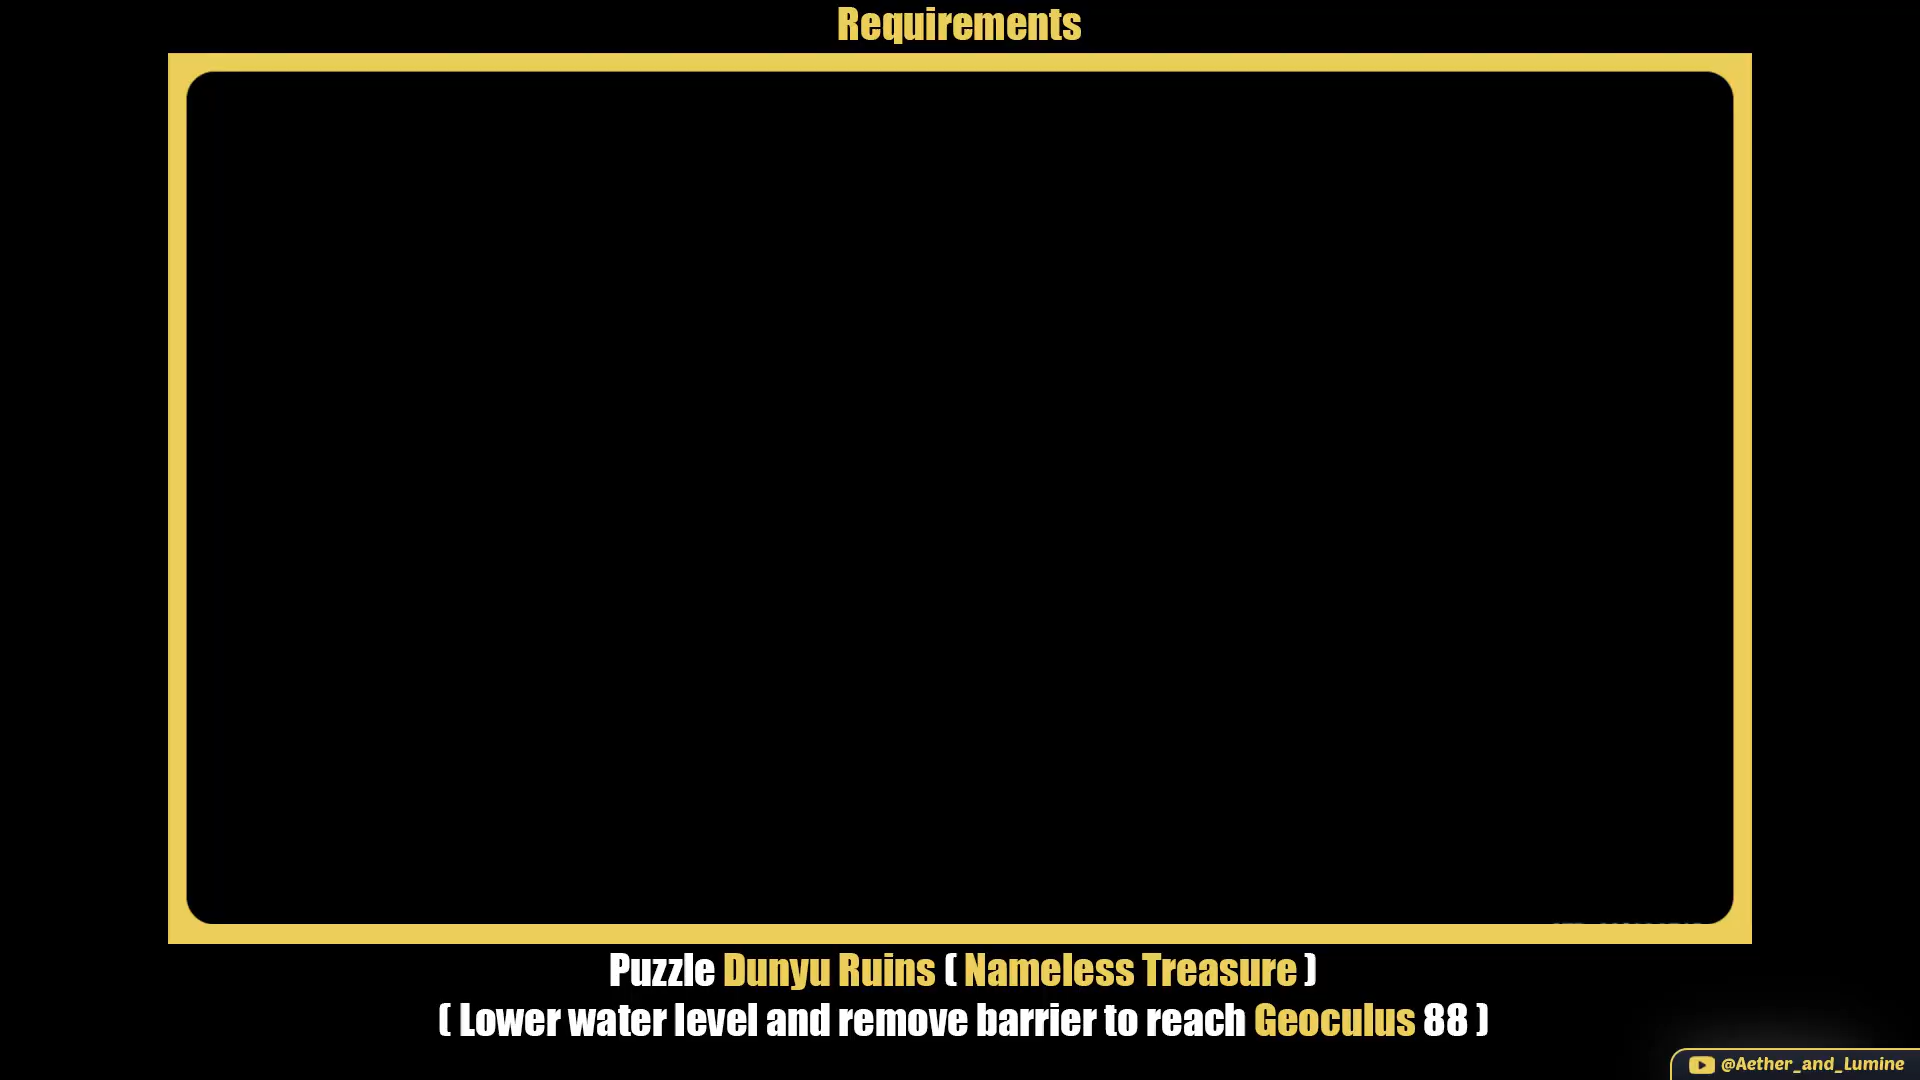 Requirements
Puzzle Dunyu Ruins ( Nameless Treasure )
( Lower water level and remove barrier to reach Geoculus 88 )
@Aether_and_Lumine